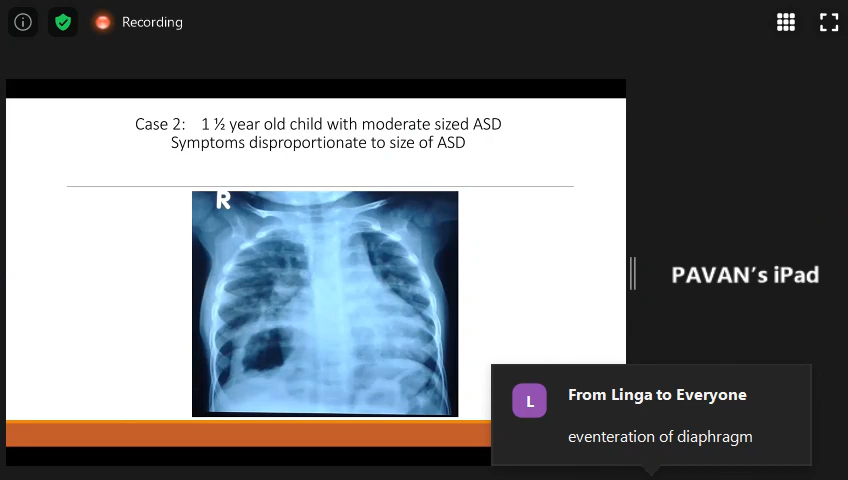 Recording
Case 2: 1 ½ year old child with moderate sized ASD
Symptoms disproportionate to size of ASD
R
PAVAN's iPad
L
From Linga to Everyone
eventeration of diaphragm